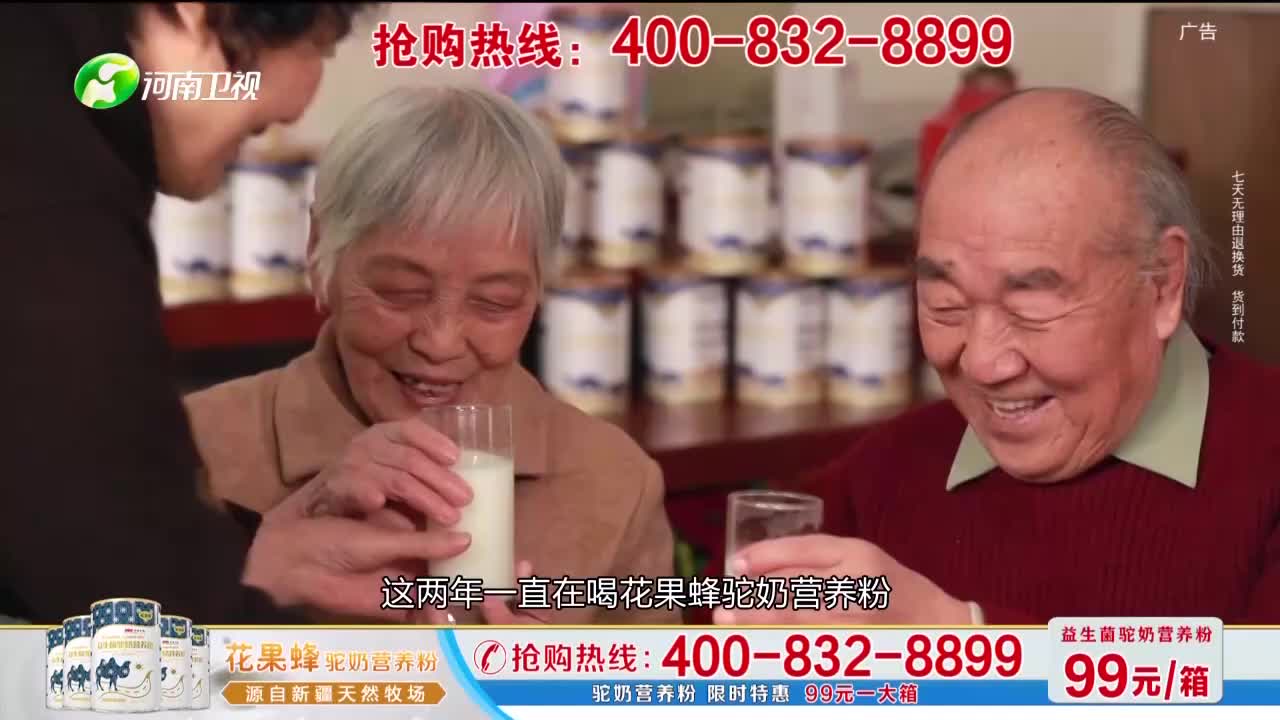 抢购热线：400-832-8899
广告
河南卫视
七天无理由退换货 货到付款
这两年一直在喝花果蜂驼奶营养粉
花果蜂 驼奶营养粉
源自新疆天然牧场
抢购热线：400-832-8899
驼奶营养粉 限时特惠 99元一大箱
益生菌驼奶营养粉
99元/箱